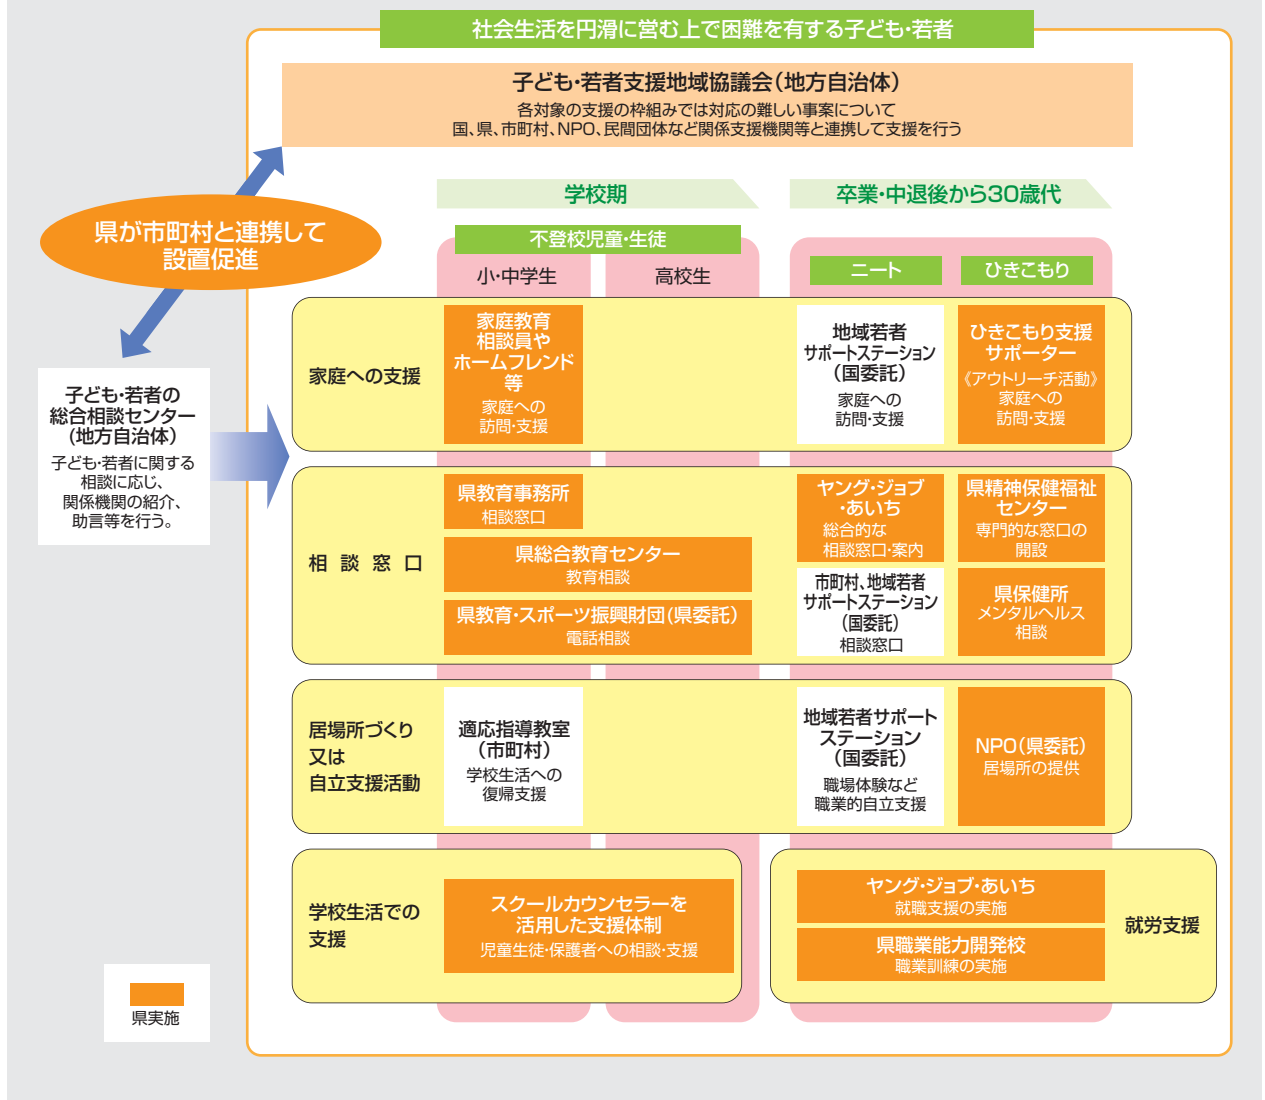 社会生活を円滑に営む上で困難を有する子ども・若者
子ども・若者支援地域協議会(地方自治体)
各対象の支援の枠組みでは対応の難しい事案について
国、県、市町村、NPO、民間団体など関係支援機関等と連携して支援を行う
県が市町村と連携して
設置促進
子ども・若者の
総合相談センター
(地方自治体)
子ども・若者に関する
相談に応じ、
関係機関の紹介、
助言等を行う。
学校期
卒業・中退後から30歳代
不登校児童・生徒
小・中学生
高校生
ニート
ひきこもり
家庭への支援
家庭教育
相談員や
ホームフレンド
等
家庭への
訪問・支援
地域若者
サポートステーション
(国委託)
家庭への
訪問・支援
ひきこもり支援
サポーター
《アウトリーチ活動》
家庭への
訪問・支援
相談窓口
県教育事務所
相談窓口
県総合教育センター
教育相談
県教育・スポーツ振興財団(県委託)
電話相談
ヤング・ジョブ
・あいち
総合的な
相談窓口・案内
県精神保健福祉
センター
専門的な窓口の
開設
市町村、地域若者
サポートステーション
(国委託)
相談窓口
県保健所
メンタルヘルス
相談
居場所づくり
又は
自立支援活動
適応指導教室
(市町村)
学校生活への
復帰支援
地域若者サポート
ステーション
(国委託)
職場体験など
職業的自立支援
NPO(県委託)
居場所の提供
学校生活での
支援
スクールカウンセラーを
活用した支援体制
児童生徒・保護者への相談・支援
ヤング・ジョブ・あいち
就職支援の実施
県職業能力開発校
職業訓練の実施
就労支援
県実施